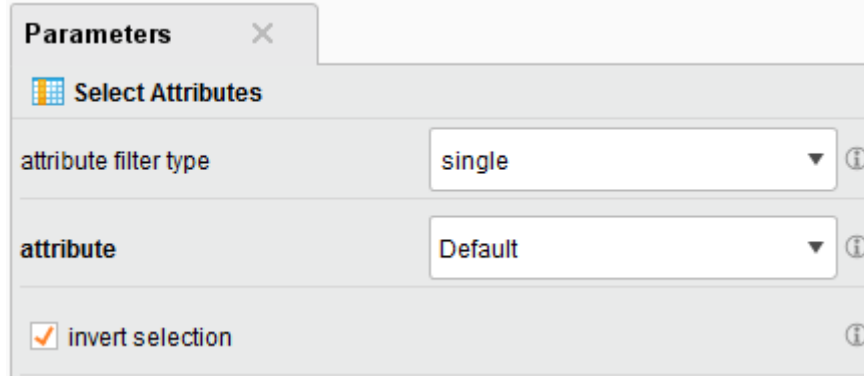 Parameters
Select Attributes
attribute filter type single
attribute Default
invert selection